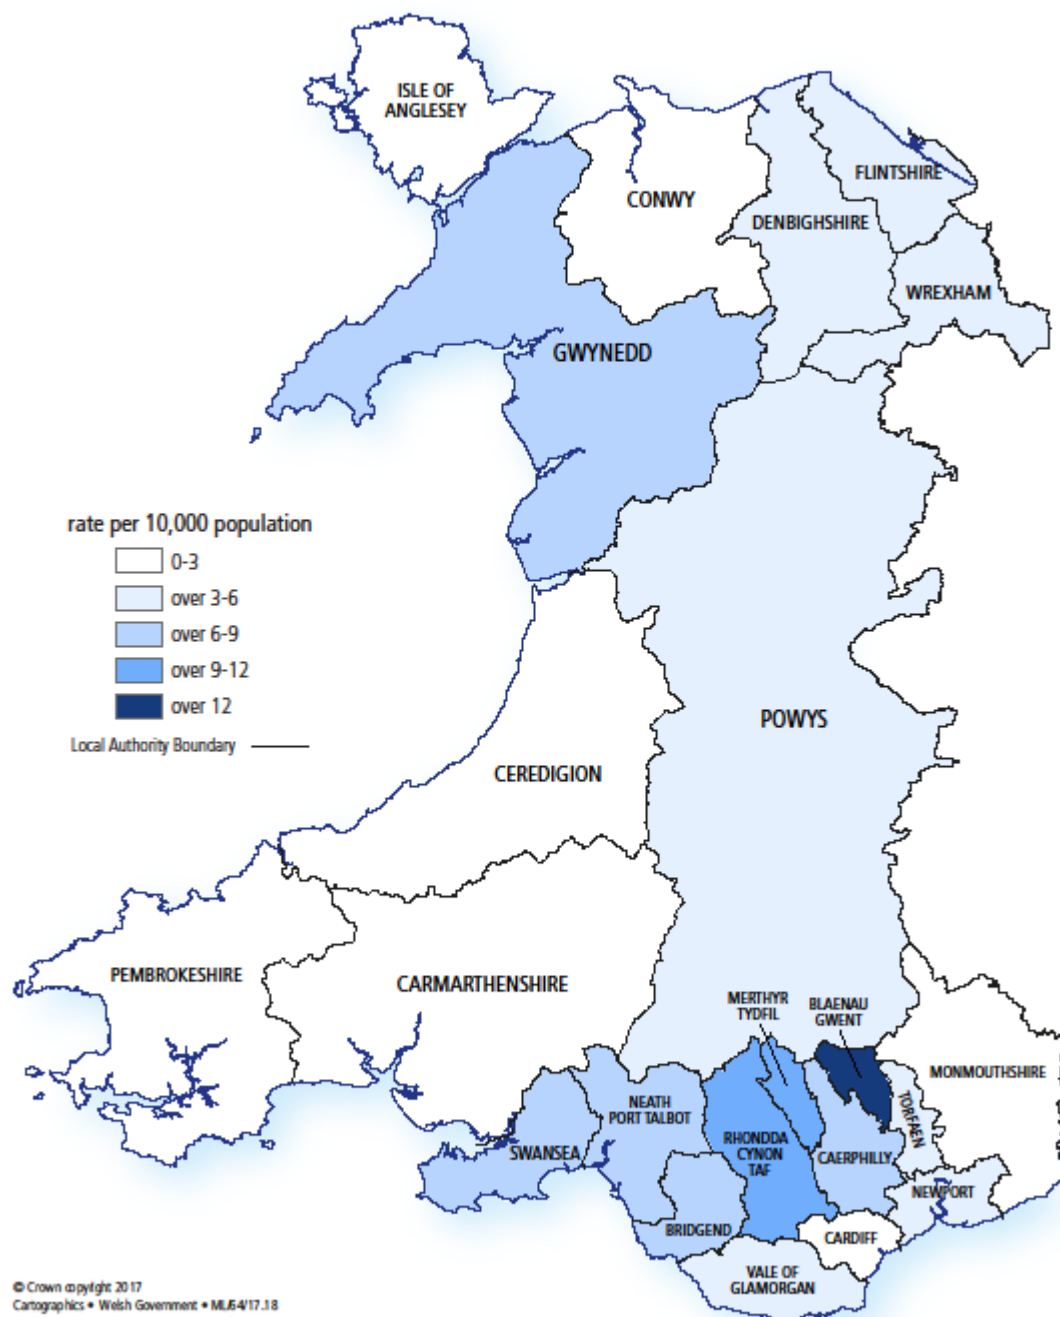 ISLE OF
ANGLESEY
CONWY
FLINTSHIRE
DENBIGHSHIRE
WREXHAM
GWYNEDD
rate per 10,000 population
0-3
over 3-6
over 6-9
over 9-12
over 12
Local Authority Boundary
POWYS
CEREDIGION
PEMBROKESHIRE
CARMARTHENSHIRE
MERTHYR
TYDFIL
BLAENAU
GWENT
MONMOUTHSHIRE
NEATH
PORT TALBOT
TORFAEN
SWANSEA
RHONDDA
CYNON
TAF
CAERPHILLY
NEWPORT
BRIDGEND
CARDIFF
VALE OF
GLAMORGAN
© Crown copyright 2017
Cartographics • Welsh Government • ML/64/17.18